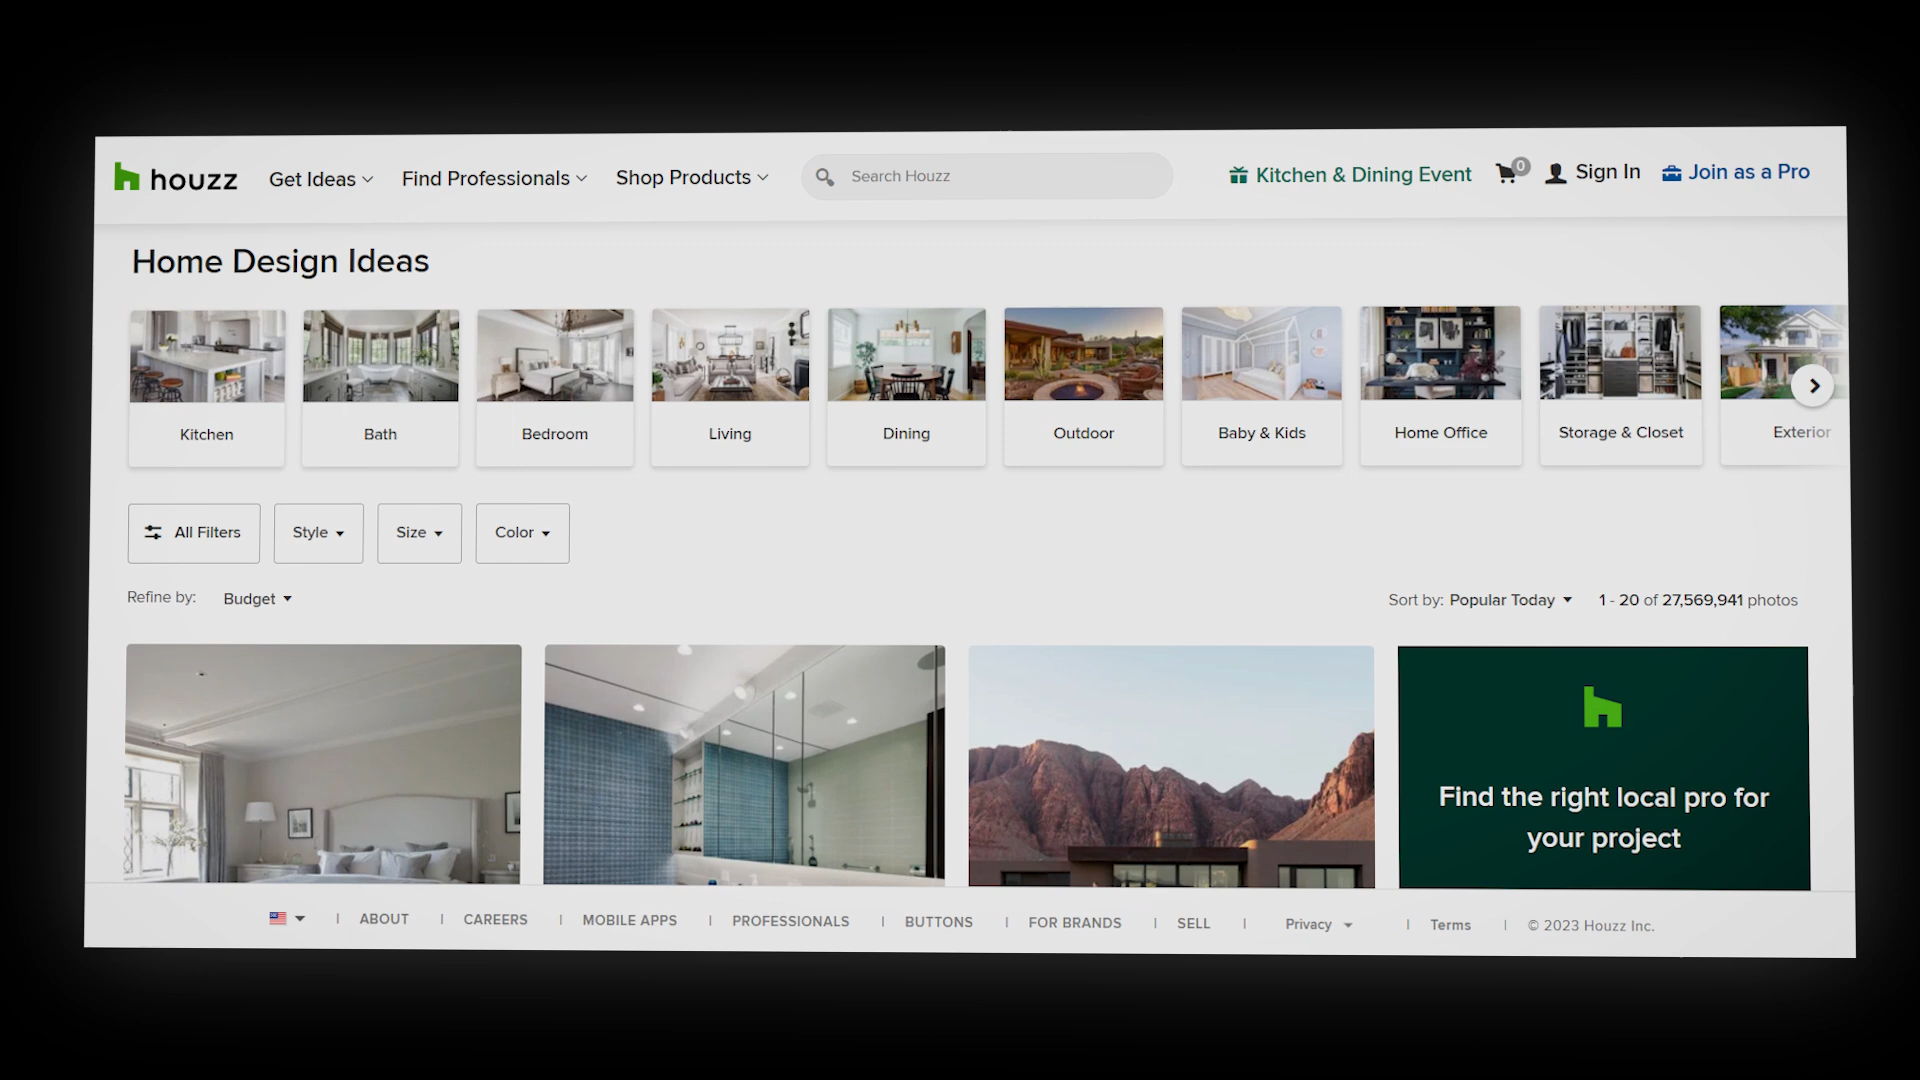 houzz Get Ideas Find Professionals Shop Products Search Houzz Kitchen & Dining Event 0 Sign In Join as a Pro
Home Design Ideas
Kitchen Bath Bedroom Living Dining Outdoor Baby & Kids Home Office Storage & Closet Exterior
All Filters Style Size Color
Refine by: Budget Sort by: Popular Today 1 - 20 of 27,569,941 photos
Find the right local pro for
your project
ABOUT CAREERS MOBILE APPS PROFESSIONALS BUTTONS FOR BRANDS SELL Privacy Terms © 2023 Houzz Inc.